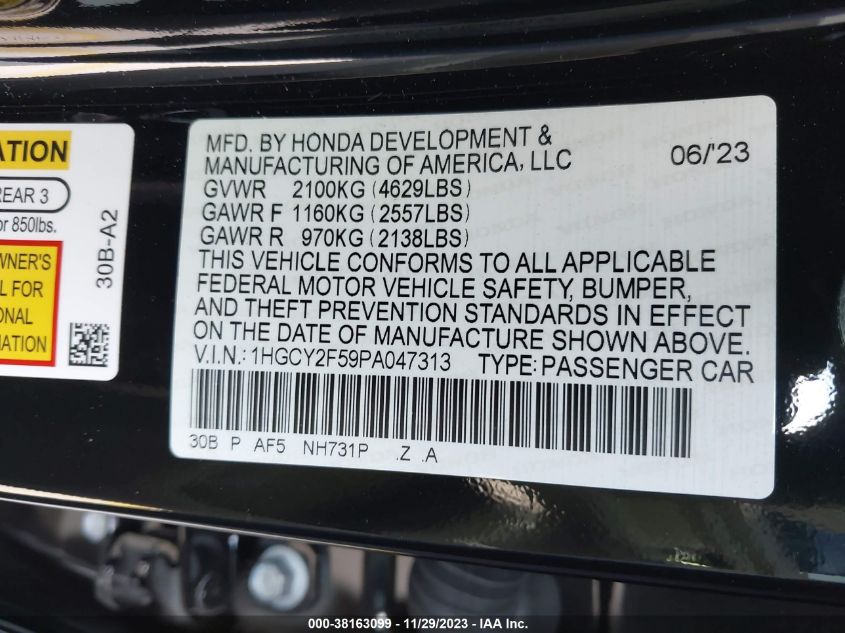 ATION
REAR 3
or 850lbs.
WNER'S
L FOR
ONAL
MATION
30B-A2
MFD. BY HONDA DEVELOPMENT &
MANUFACTURING OF AMERICA, LLC 06/'23
GVWR 2100KG (4629LBS)
GAWR F 1160KG (2557LBS)
GAWR R 970KG (2138LBS)
THIS VEHICLE CONFORMS TO ALL APPLICABLE
FEDERAL MOTOR VEHICLE SAFETY, BUMPER,
AND THEFT PREVENTION STANDARDS IN EFFECT
ON THE DATE OF MANUFACTURE SHOWN ABOVE.
V.I.N.: 1HGCY2F59PA047313 TYPE: PASSENGER CAR
30B P AF5 NH731P .Z .A
000 - 38163099 - 11/29/2023 - IAA Inc.